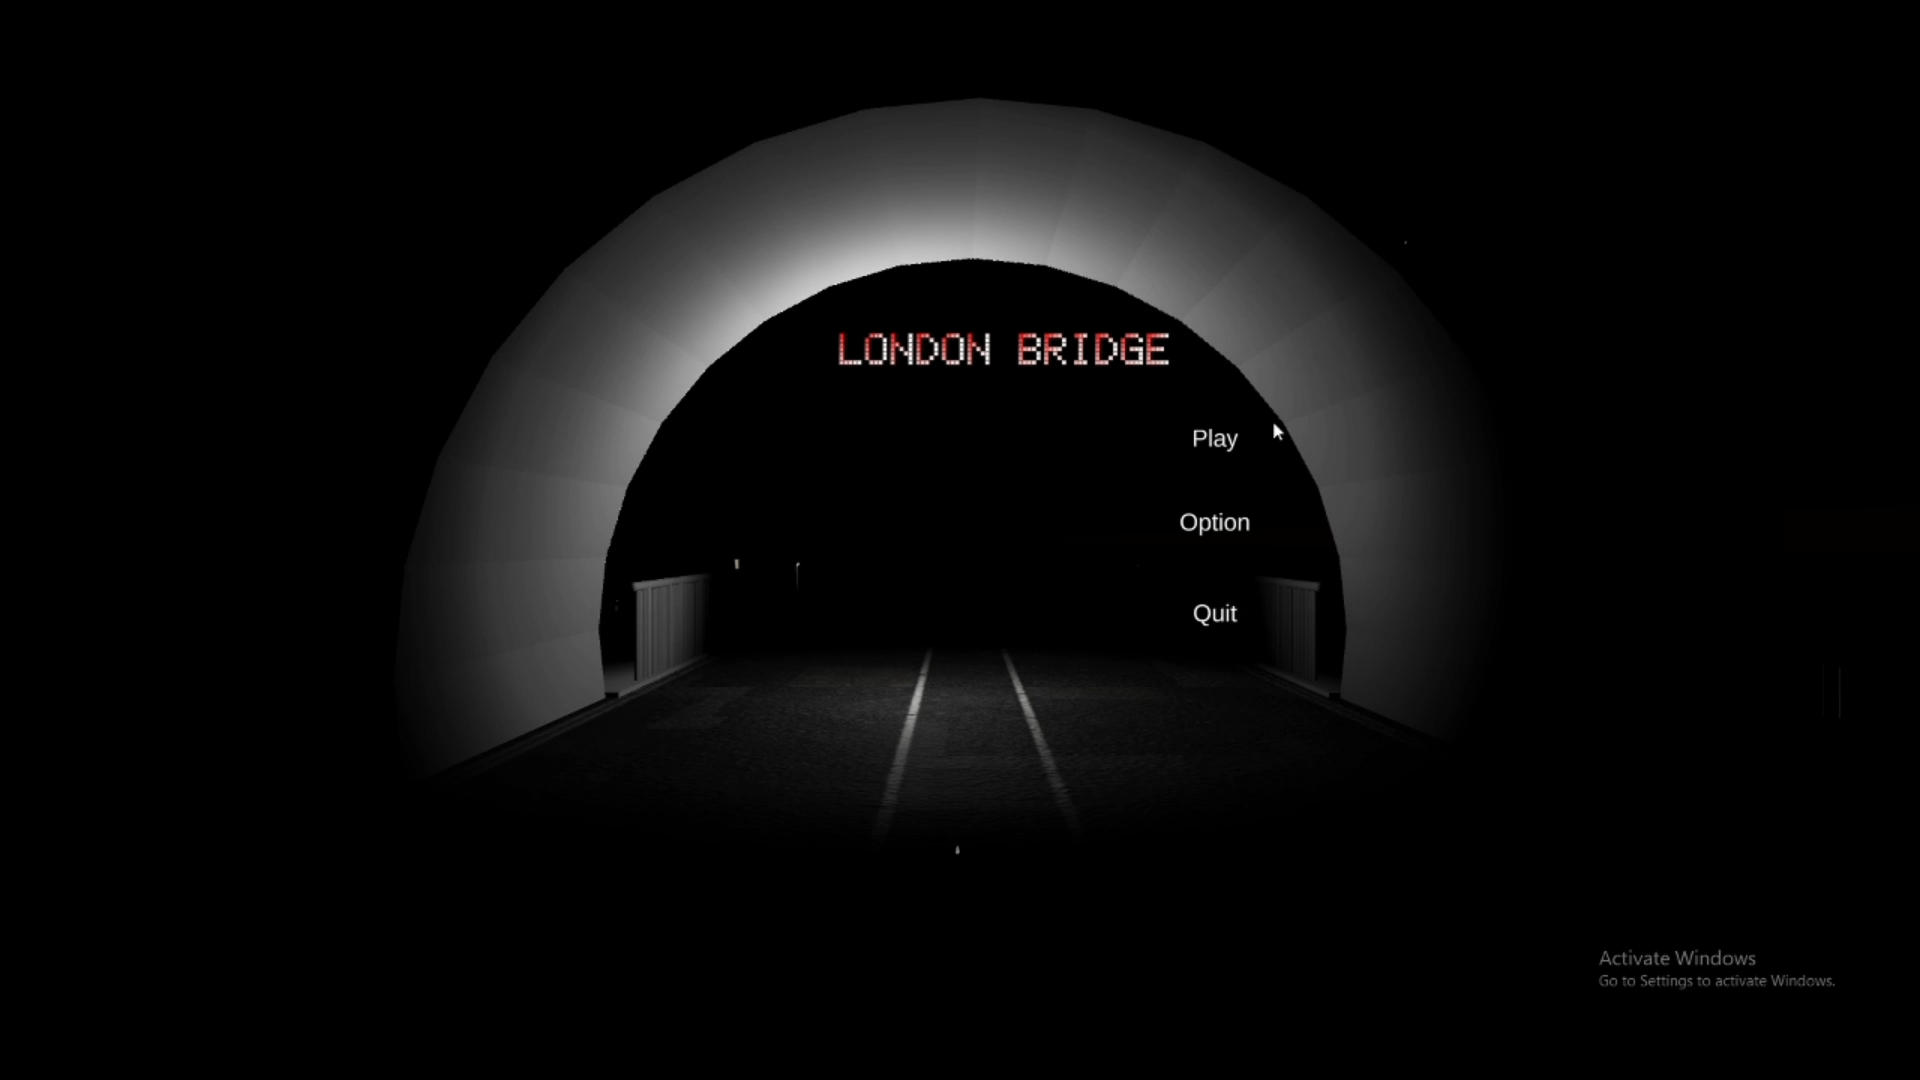 LONDON BRIDGE
Play
Option
Quit
Activate Windows
Go to Settings to activate Windows.